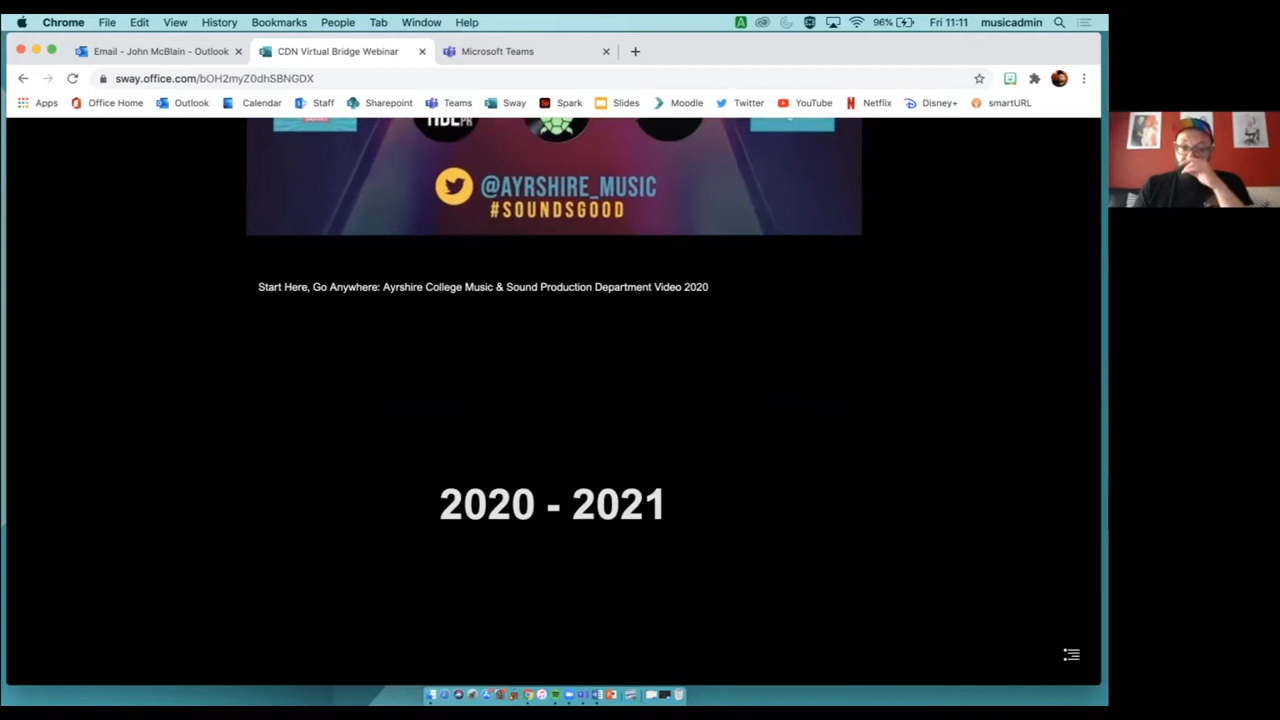 Chrome File Edit View History Bookmarks People Tab Window Help 96% Fri 11:11 musicadmin
Email - John McBlain - Outlook CDN Virtual Bridge Webinar Microsoft Teams
sway.office.com/bOH2myZ0dhSBNGDX
Apps Office Home Outlook Calendar Staff Sharepoint Teams Sway Spark Slides Moodle Twitter YouTube Netflix Disney+ smartURL
@AYRSHIRE_MUSIC
#SOUNDSGOOD
Start Here, Go Anywhere: Ayrshire College Music & Sound Production Department Video 2020
2020 - 2021